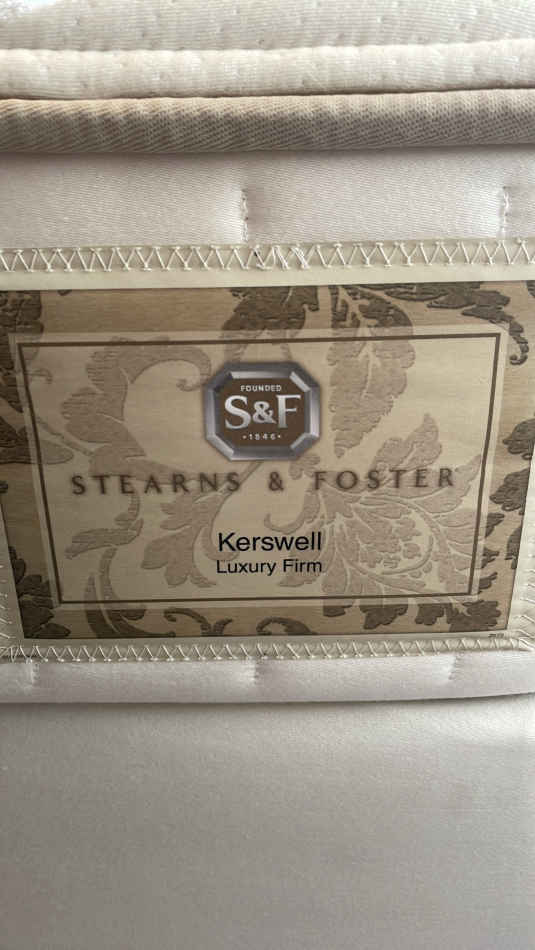 FOUNDED
S&F
•1846•
STEARNS & FOSTER
Kerswell
Luxury Firm